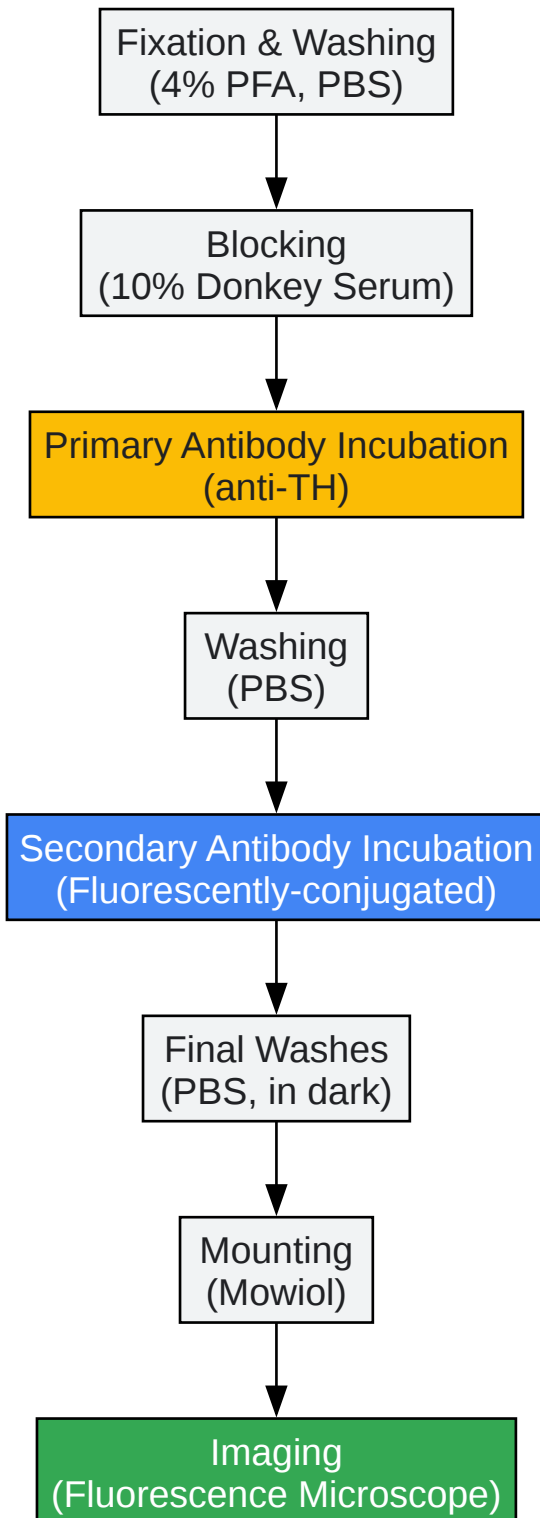 Fixation & Washing
(4% PFA, PBS)
Blocking
(10% Donkey Serum)
Primary Antibody Incubation
(anti-TH)
Washing
(PBS)
Secondary Antibody Incubation
(Fluorescently-conjugated)
Final Washes
(PBS, in dark)
Mounting
(Mowiol)
Imaging
(Fluorescence Microscope)